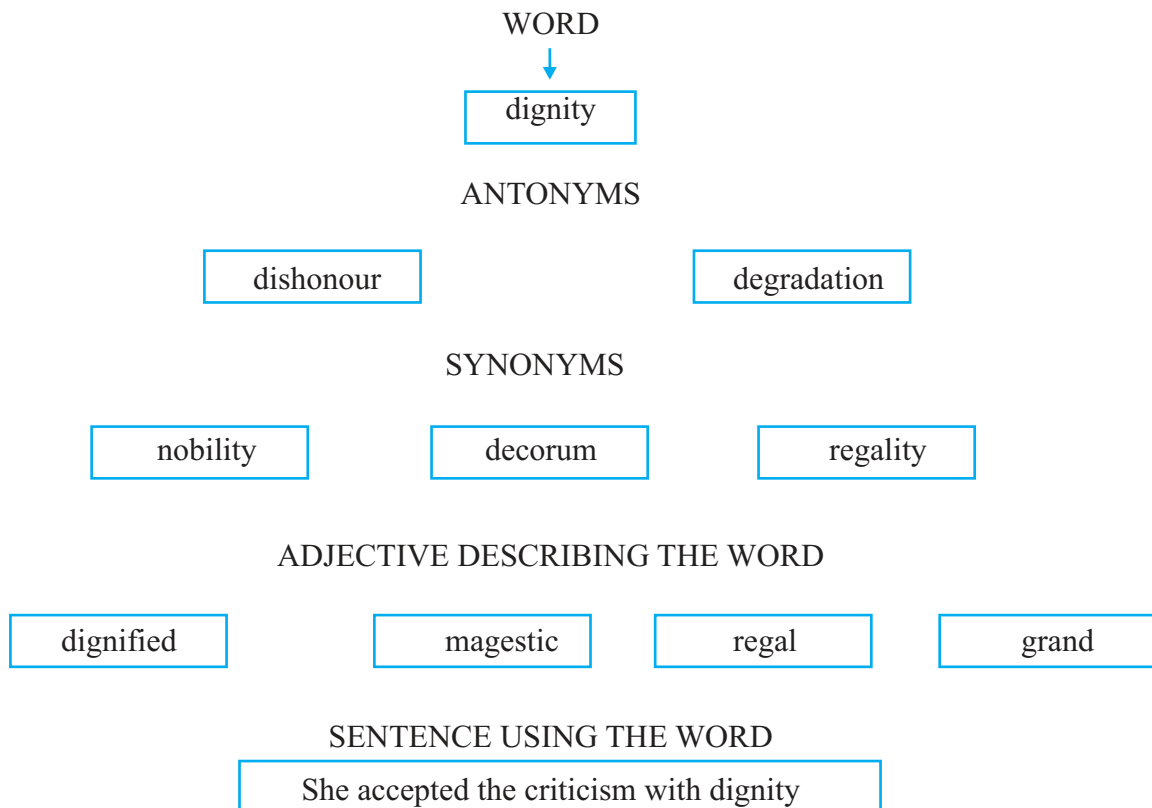 WORD
dignity
ANTONYMS
dishonour degradation
SYNONYMS
nobility decorum regality
ADJECTIVE DESCRIBING THE WORD
dignified magestic regal grand
SENTENCE USING THE WORD
She accepted the criticism with dignity